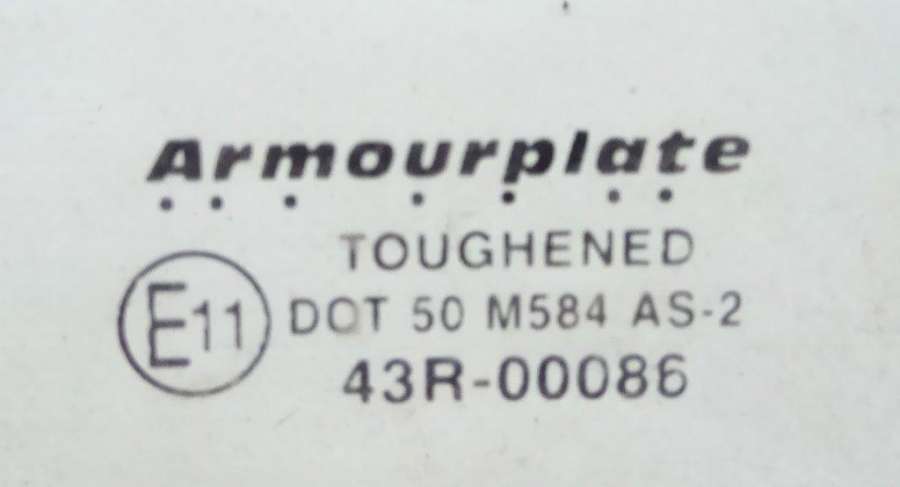 Armourplate
TOUGHENED
E11
DOT 50 M584 AS-2
43R-00086